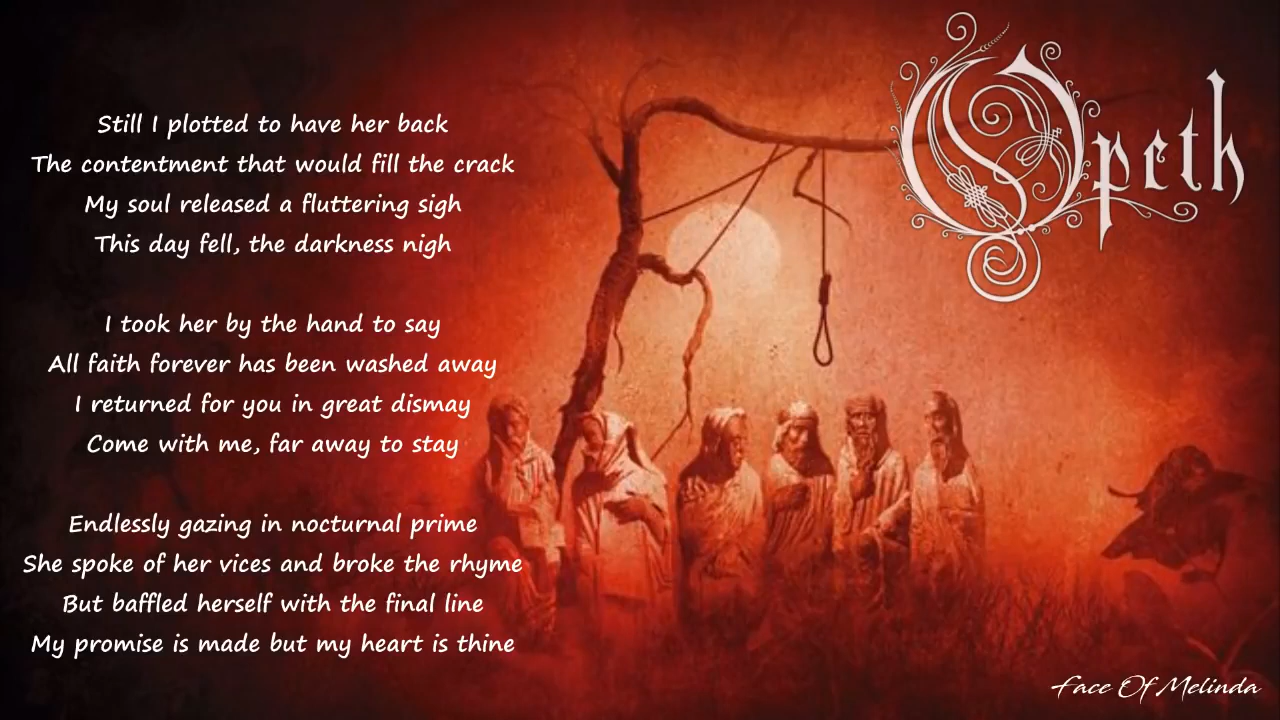 Still I plotted to have her back
The contentment that would fill the crack
My soul released a fluttering sigh
This day fell, the darkness nigh
I took her by the hand to say
All faith forever has been washed away
I returned for you in great dismay
Come with me, far away to stay
Endlessly gazing in nocturnal prime
She spoke of her vices and broke the rhyme
But baffled herself with the final line
My promise is made but my heart is thine
Opeth
Face Of Melinda